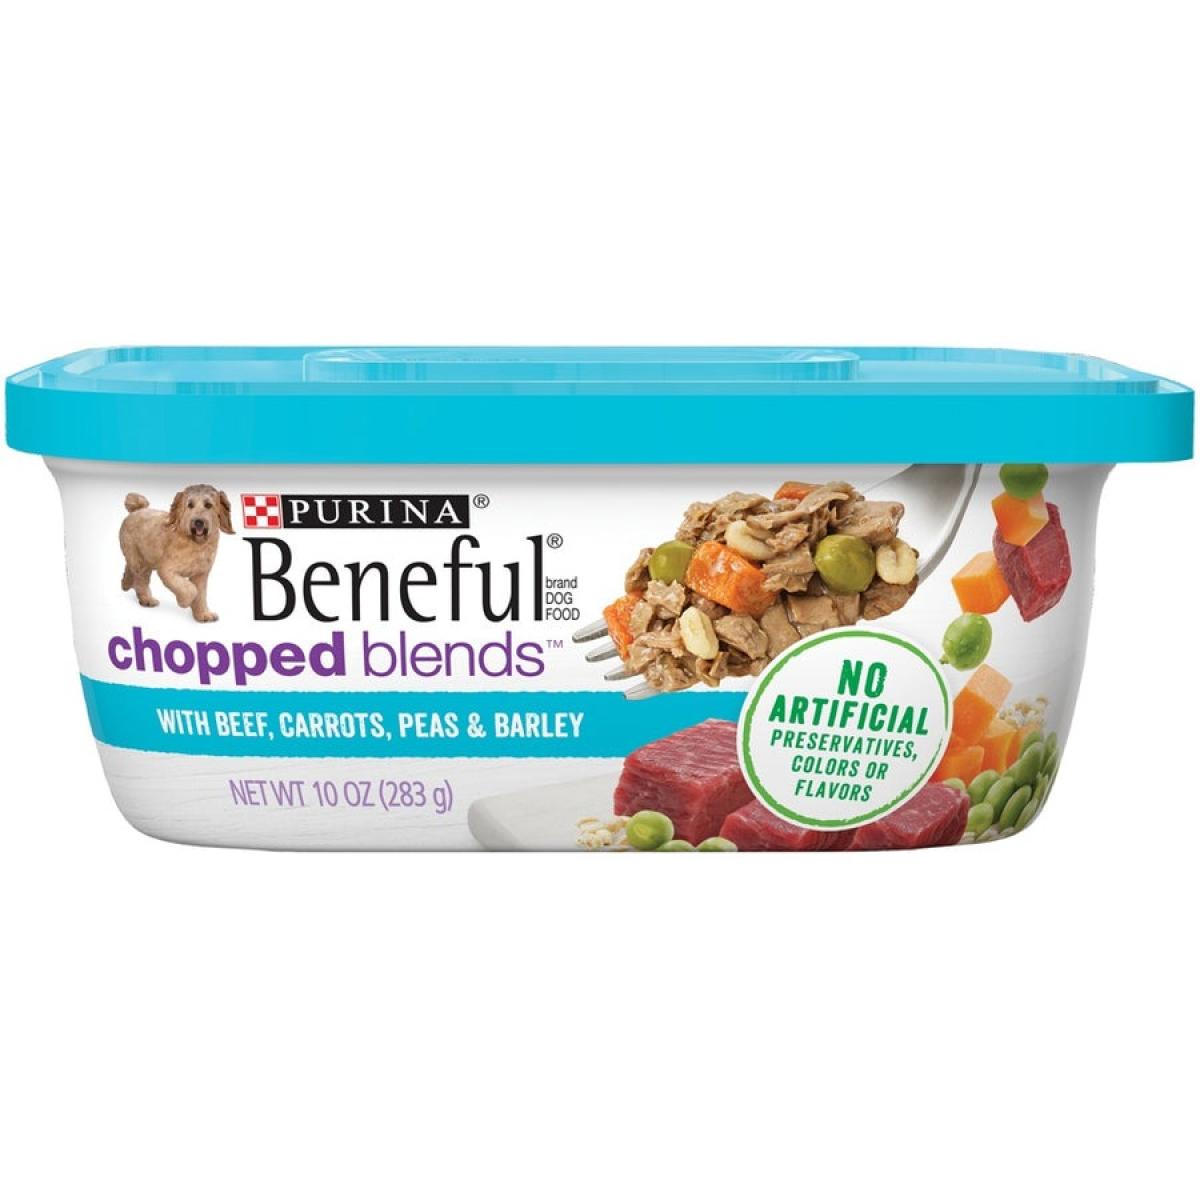 PURINA®
Beneful®
brand
DOG
FOOD
chopped blends™
WITH BEEF, CARROTS, PEAS & BARLEY
NET WT 10 OZ (283 g)
NO
ARTIFICIAL
PRESERVATIVES,
COLORS OR
FLAVORS